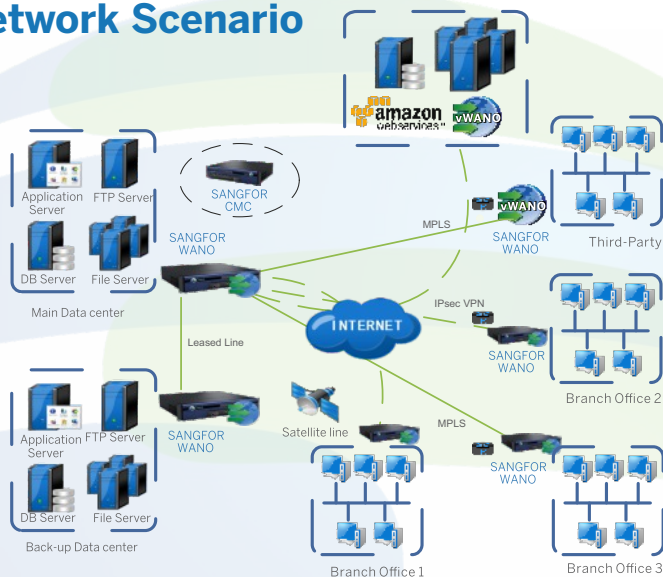 etwork Scenario
amazon
webservices™
vWANO
Application
Server
FTP Server
SANGFOR
CMC
vWANO
SANGFOR
WANO
Third-Party
MPLS
SANGFOR
WANO
DB Server
File Server
Main Data center
IPsec VPN
INTERNET
Leased Line
SANGFOR
WANO
Branch Office 2
Application
Server
FTP Server
SANGFOR
WANO
Satellite line
MPLS
SANGFOR
WANO
DB Server
File Server
Back-up Data center
Branch Office 1
Branch Office 3